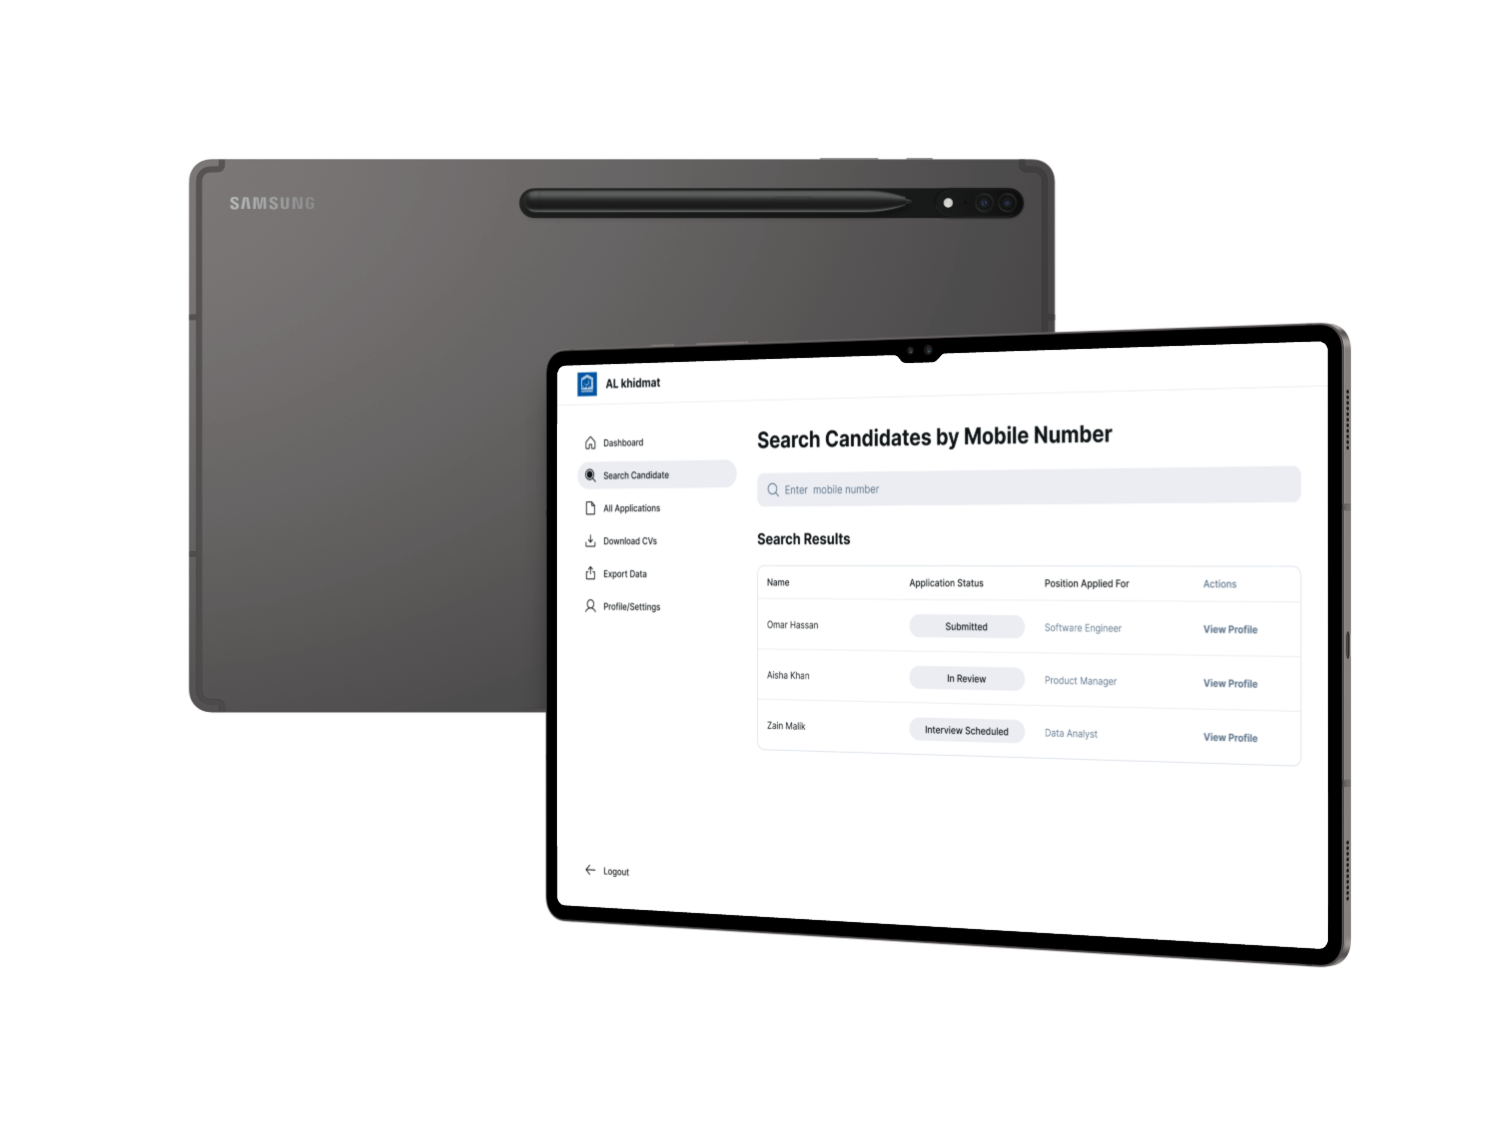 SAMSUNG
AL khidmat
Dashboard
Search Candidate
All Applications
Download CVs
Export Data
Profile/Settings
Logout
Search Candidates by Mobile Number
Enter mobile number
Search Results
Name Application Status Position Applied For Actions
Omar Hassan Submitted Software Engineer View Profile
Aisha Khan In Review Product Manager View Profile
Zain Malik Interview Scheduled Data Analyst View Profile